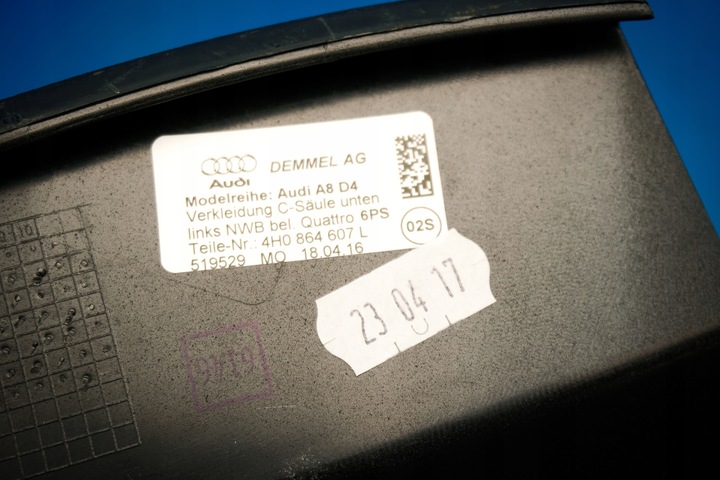 Audi
DEMMEL AG
Modelreihe: Audi A8 D4
Verkleidung C-Säule unten
links NWB bel. Quattro 6PS
Teile-Nr.: 4H0 864 607 L
519529 MO 18.04.16
02S
23 04 17
10